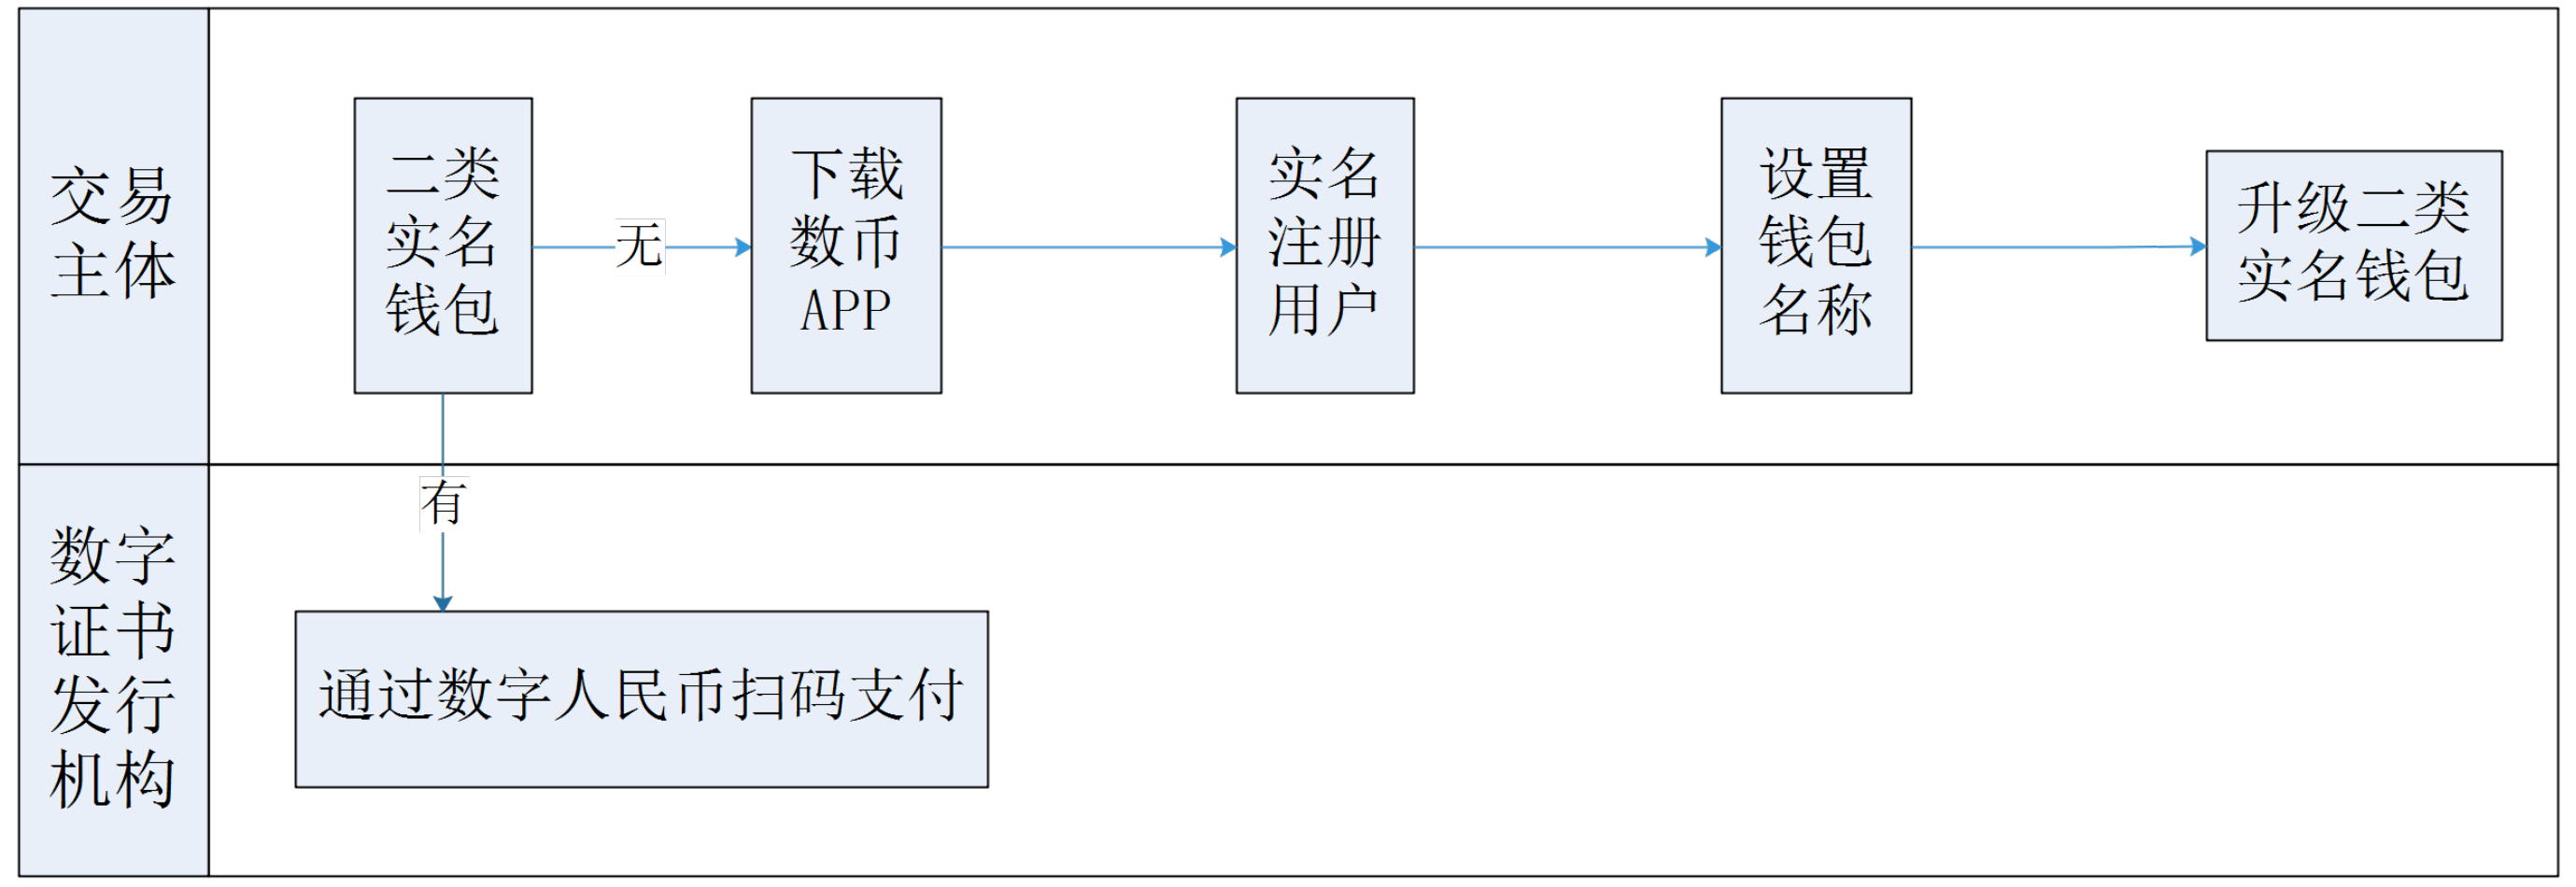 交易
主体
二类
实名
钱包
无
下载
数币
APP
实名
注册
用户
设置
钱包
名称
升级二类
实名钱包
有
数字
证书
发行
机构
通过数字人民币扫码支付